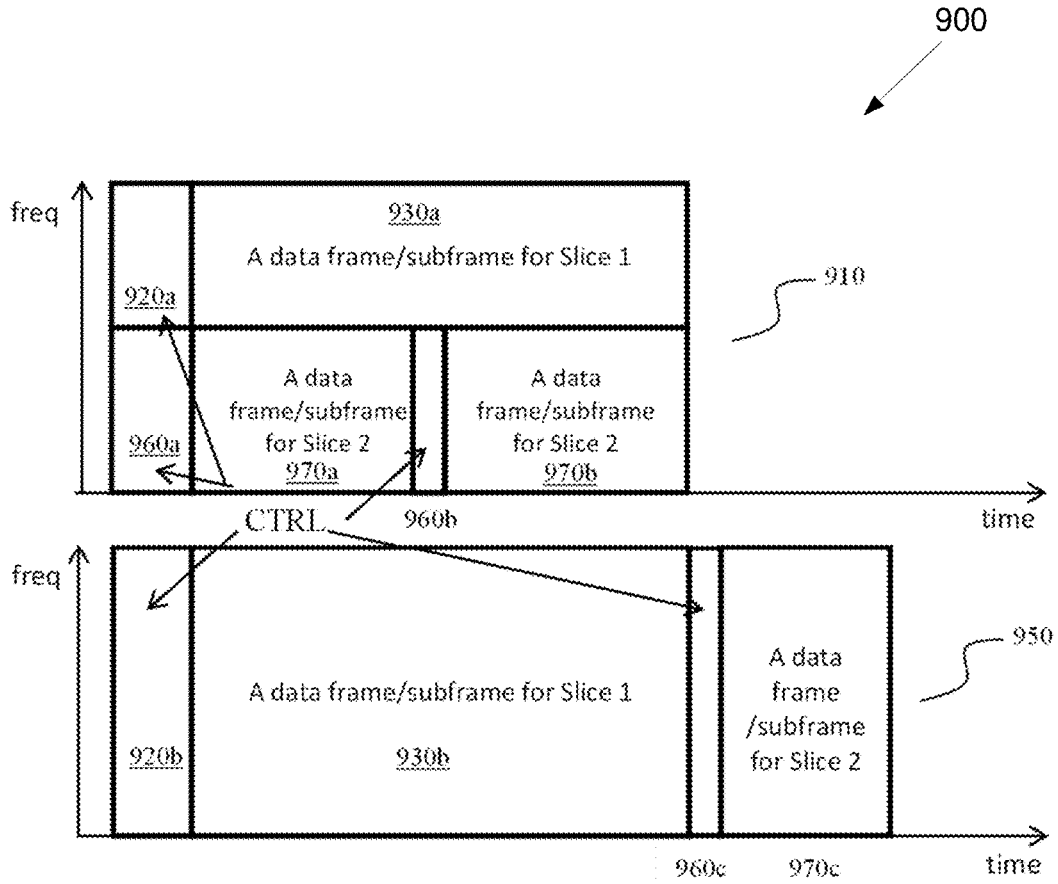 900
freq
930a
A data frame/subframe for Slice 1
920a
910
960a
A data
frame/subframe
for Slice 2
970a
A data
frame/subframe
for Slice 2
970b
CTRL
960b
time
freq
A data frame/subframe for Slice 1
920b
930b
A data
frame
/subframe
for Slice 2
950
960c
970c
time